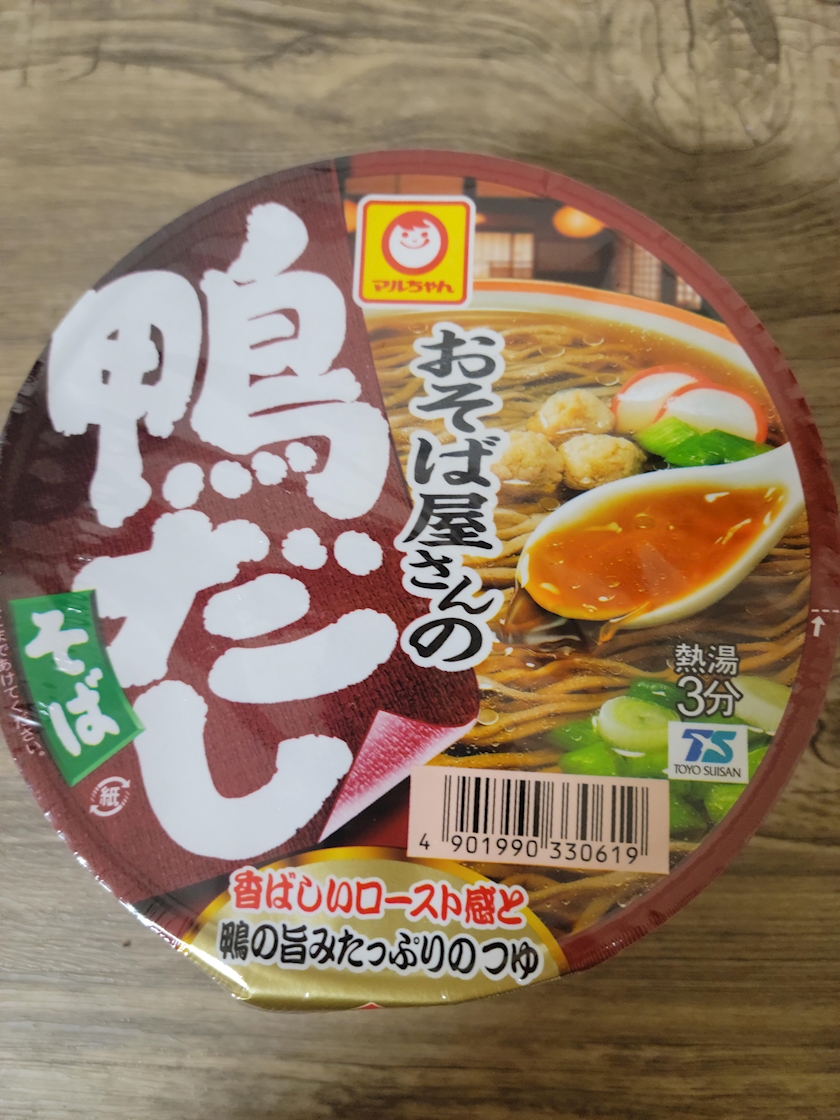 マルちゃん
おそば屋さんの
鴨だし
そば
熱湯
3分
TS
TOYO SUISAN
紙
4 901990 330619
香ばしいロースト感と
鴨の旨みたっぷりのつゆ